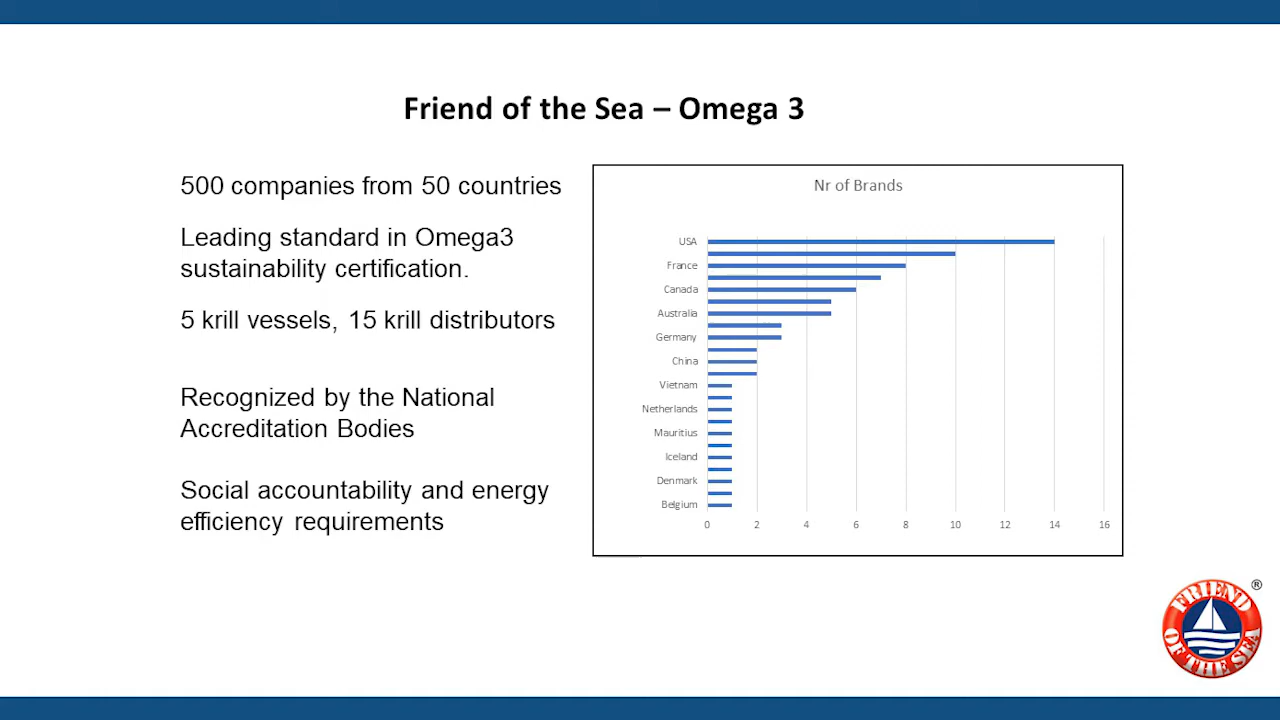 Friend of the Sea – Omega 3
500 companies from 50 countries
Leading standard in Omega3
sustainability certification.
5 krill vessels, 15 krill distributors
Recognized by the National
Accreditation Bodies
Social accountability and energy
efficiency requirements
Nr of Brands
USA
France
Canada
Australia
Germany
China
Vietnam
Netherlands
Mauritius
Iceland
Denmark
Belgium
0 2 4 6 8 10 12 14 16
FRIEND
OF THE SEA
®